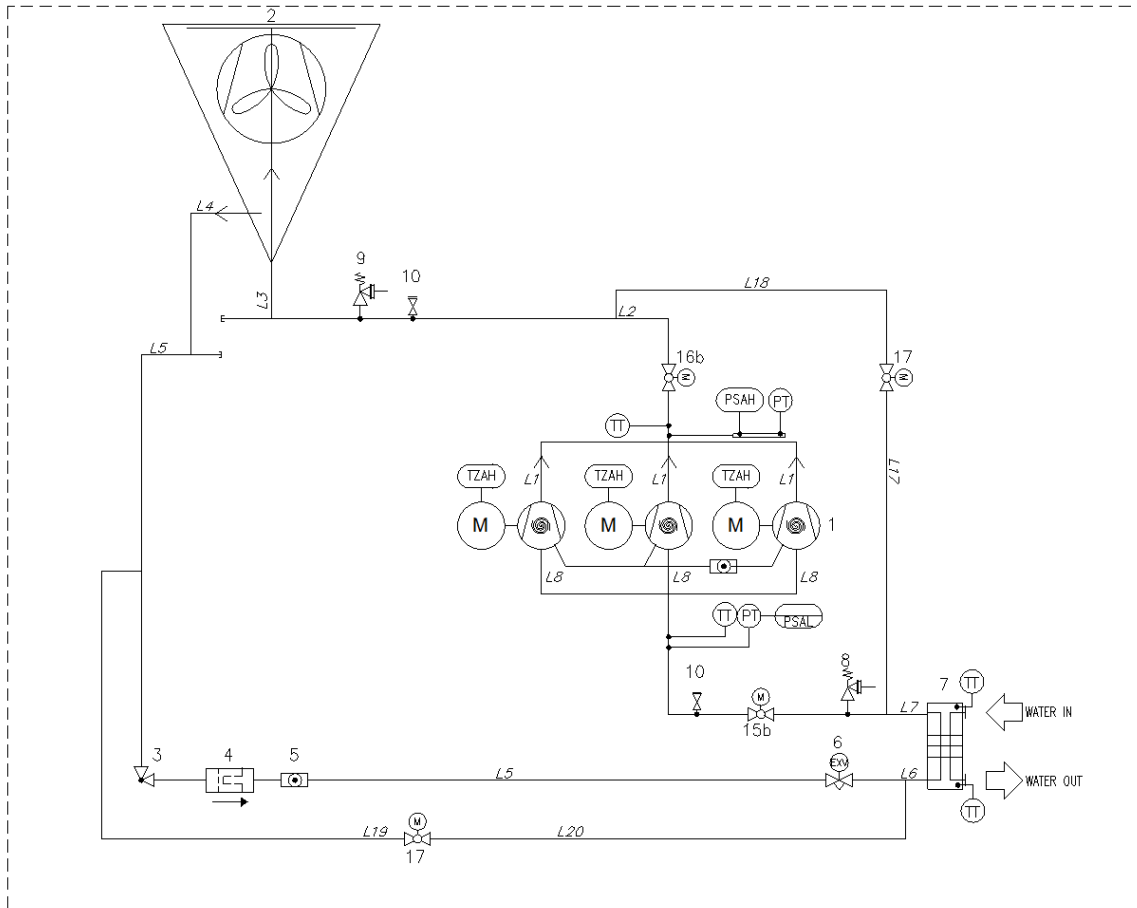 2
L4
9
10
L3
L18
L2
L5
16b
M
17
M
PSAH
PT
TT
L17
TZAH
L1
TZAH
L1
TZAH
L1
M
M
M
1
L8
L8
L8
TT
PT
PSAL
10
8
7
TT
M
15b
L7
WATER IN
3
4
5
6
EXV
L5
L6
WATER OUT
TT
M
L19
L20
17